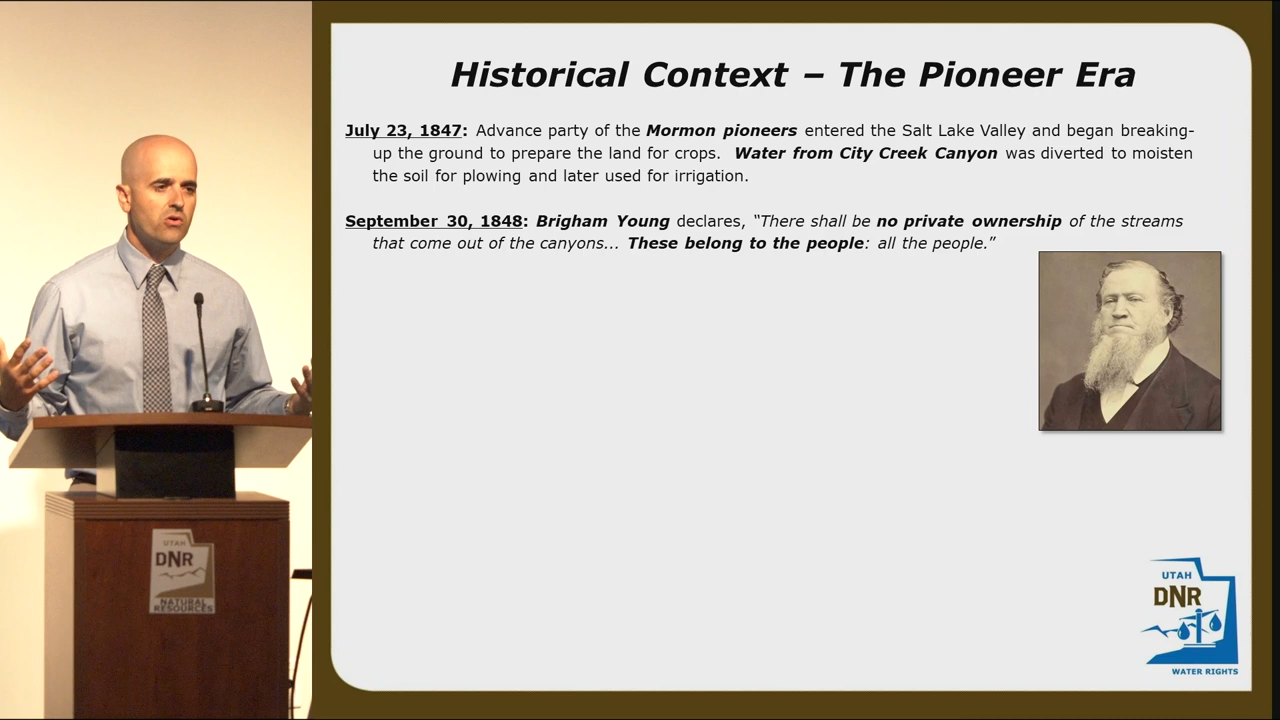 Historical Context – The Pioneer Era
July 23, 1847: Advance party of the Mormon pioneers entered the Salt Lake Valley and began breaking-
up the ground to prepare the land for crops. Water from City Creek Canyon was diverted to moisten
the soil for plowing and later used for irrigation.
September 30, 1848: Brigham Young declares, “There shall be no private ownership of the streams
that come out of the canyons… These belong to the people: all the people.”
UTAH
DNR
WATER RIGHTS
UTAH
DNR
NATURAL
RESOURCES